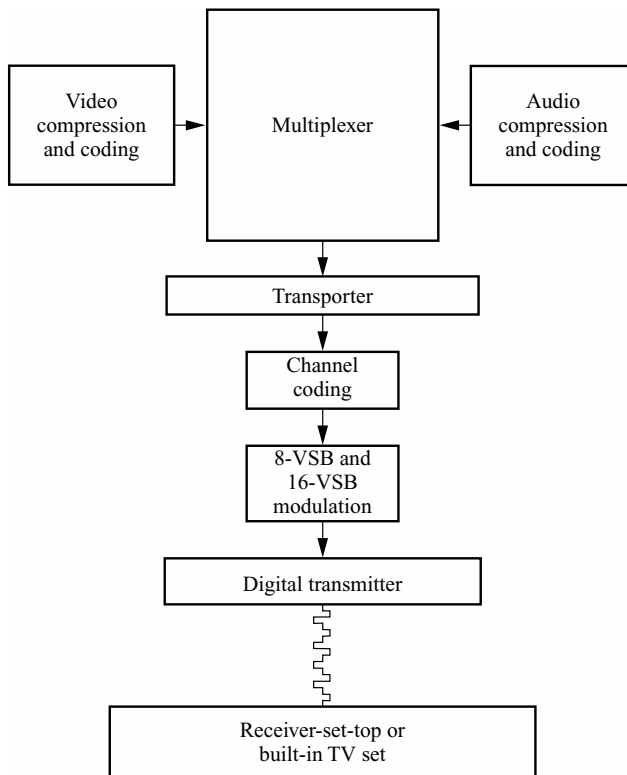 Video
compression
and coding
Multiplexer
Audio
compression
and coding
Transporter
Channel
coding
8-VSB and
16-VSB
modulation
Digital transmitter
Receiver-set-top or
built-in TV set